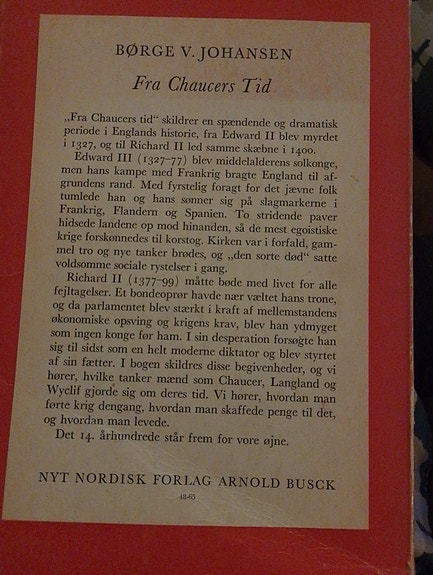 BØRGE V. JOHANSEN
Fra Chaucers Tid
„Fra Chaucers tid“ skildrer en spændende og dramatisk
periode i Englands historie, fra Edward II blev myrdet
i 1327, og til Richard II led samme skæbne i 1400.
Edward III (1327-77) blev middelalderens solkonge,
men hans kampe med Frankrig bragte England til af-
grundens rand. Med fyrstelig foragt for det jævne folk
tumlede han og hans sønner sig på slagmarkerne i
Frankrig, Flandern og Spanien. To stridende paver
hidsede landene op mod hinanden, så de mest egoistiske
krige forskønnedes til korstog. Kirken var i forfald, gam-
mel tro og nye tanker brødes, og „den sorte død“ satte
voldsomme sociale rystelser i gang.
Richard II (1377-99) måtte bøde med livet for alle
fejltagelser. Et bondeoprør havde nær væltet hans trone,
og da parlamentet blev stærkt i kraft af mellemstandens
økonomiske opsving og krigens krav, blev han ydmyget
som ingen konge før ham. I sin desperation forsøgte han
sig til sidst som en helt moderne diktator og blev styrtet
af sin fætter. I bogen skildres disse begivenheder, og vi
hører, hvilke tanker mænd som Chaucer, Langland og
Wyclif gjorde sig om deres tid. Vi hører, hvordan man
førte krig dengang, hvordan man skaffede penge til det,
og hvordan man levede.
Det 14. århundrede står frem for vore øjne.
NYT NORDISK FORLAG ARNOLD BUSCK
48-65